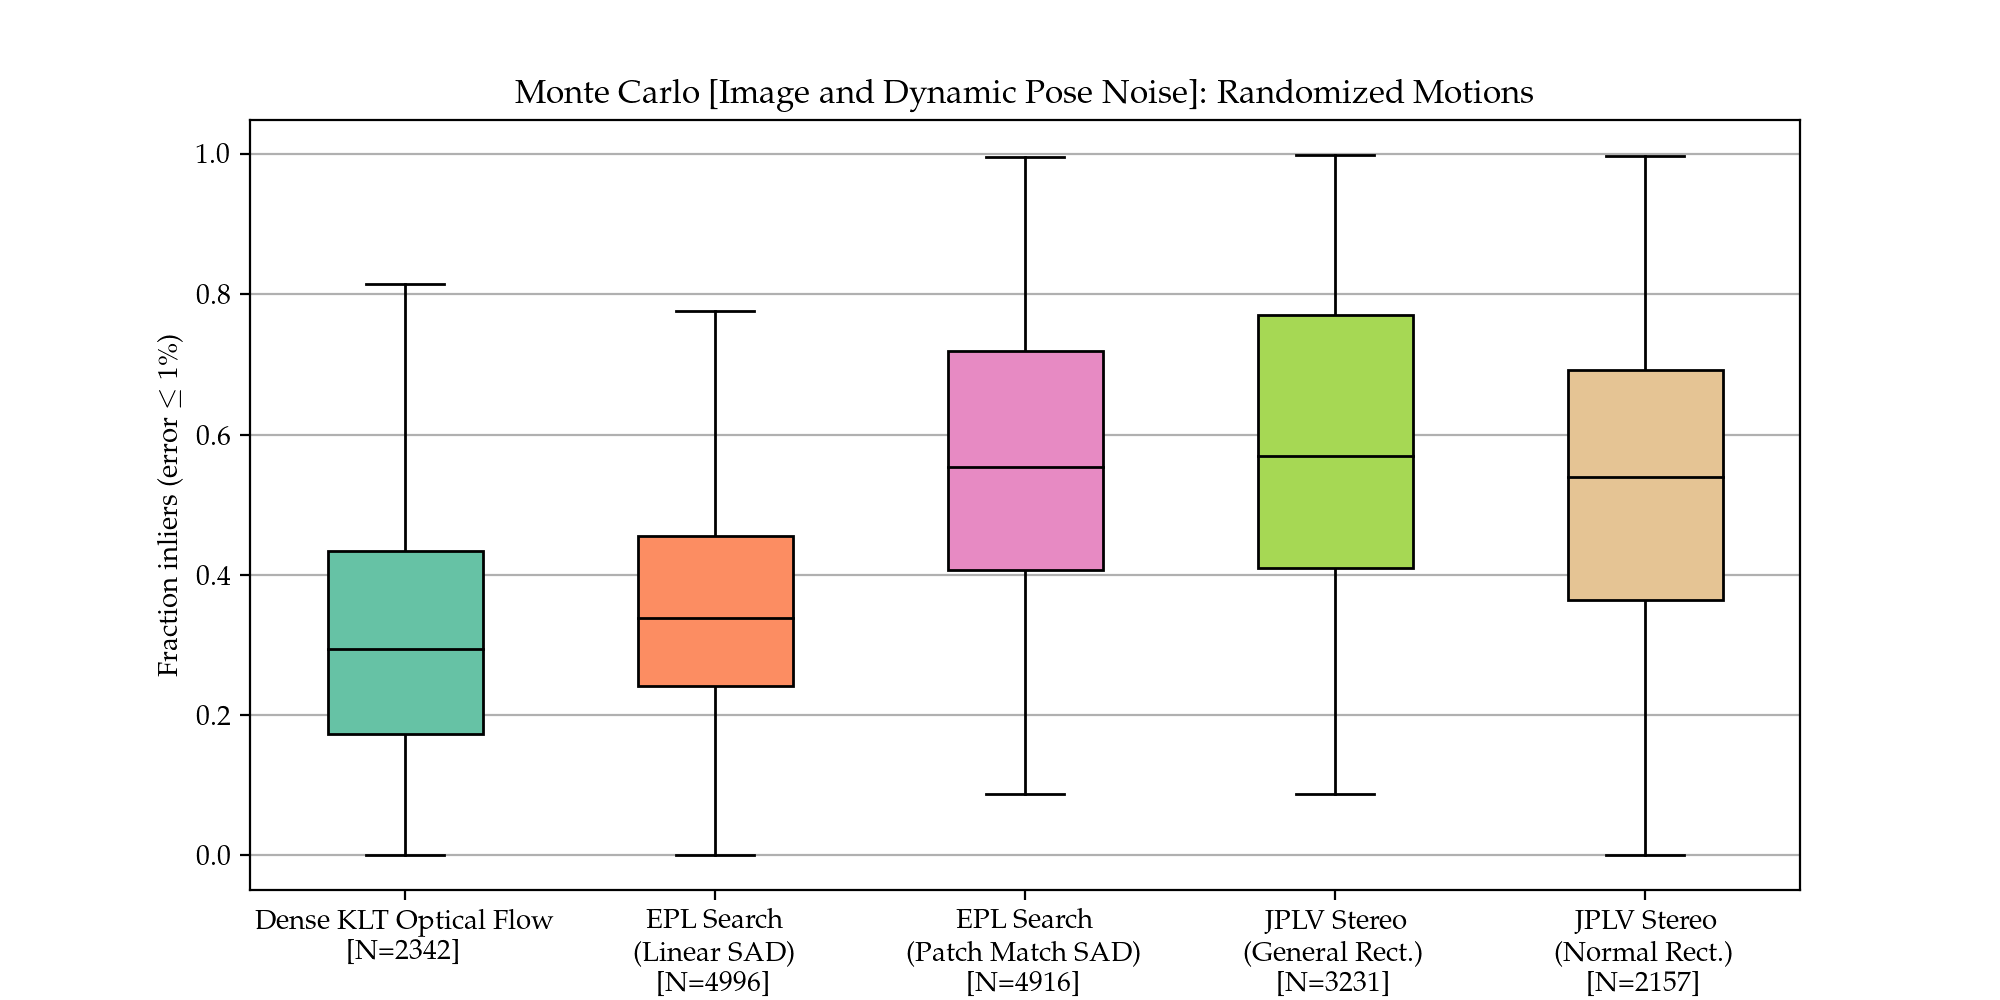 Monte Carlo [Image and Dynamic Pose Noise]: Randomized Motions
Fraction inliers (error ≤ 1%)
1.0
0.8
0.6
0.4
0.2
0.0
Dense KLT Optical Flow
[N=2342]
EPL Search
(Linear SAD)
[N=4996]
EPL Search
(Patch Match SAD)
[N=4916]
JPLV Stereo
(General Rect.)
[N=3231]
JPLV Stereo
(Normal Rect.)
[N=2157]